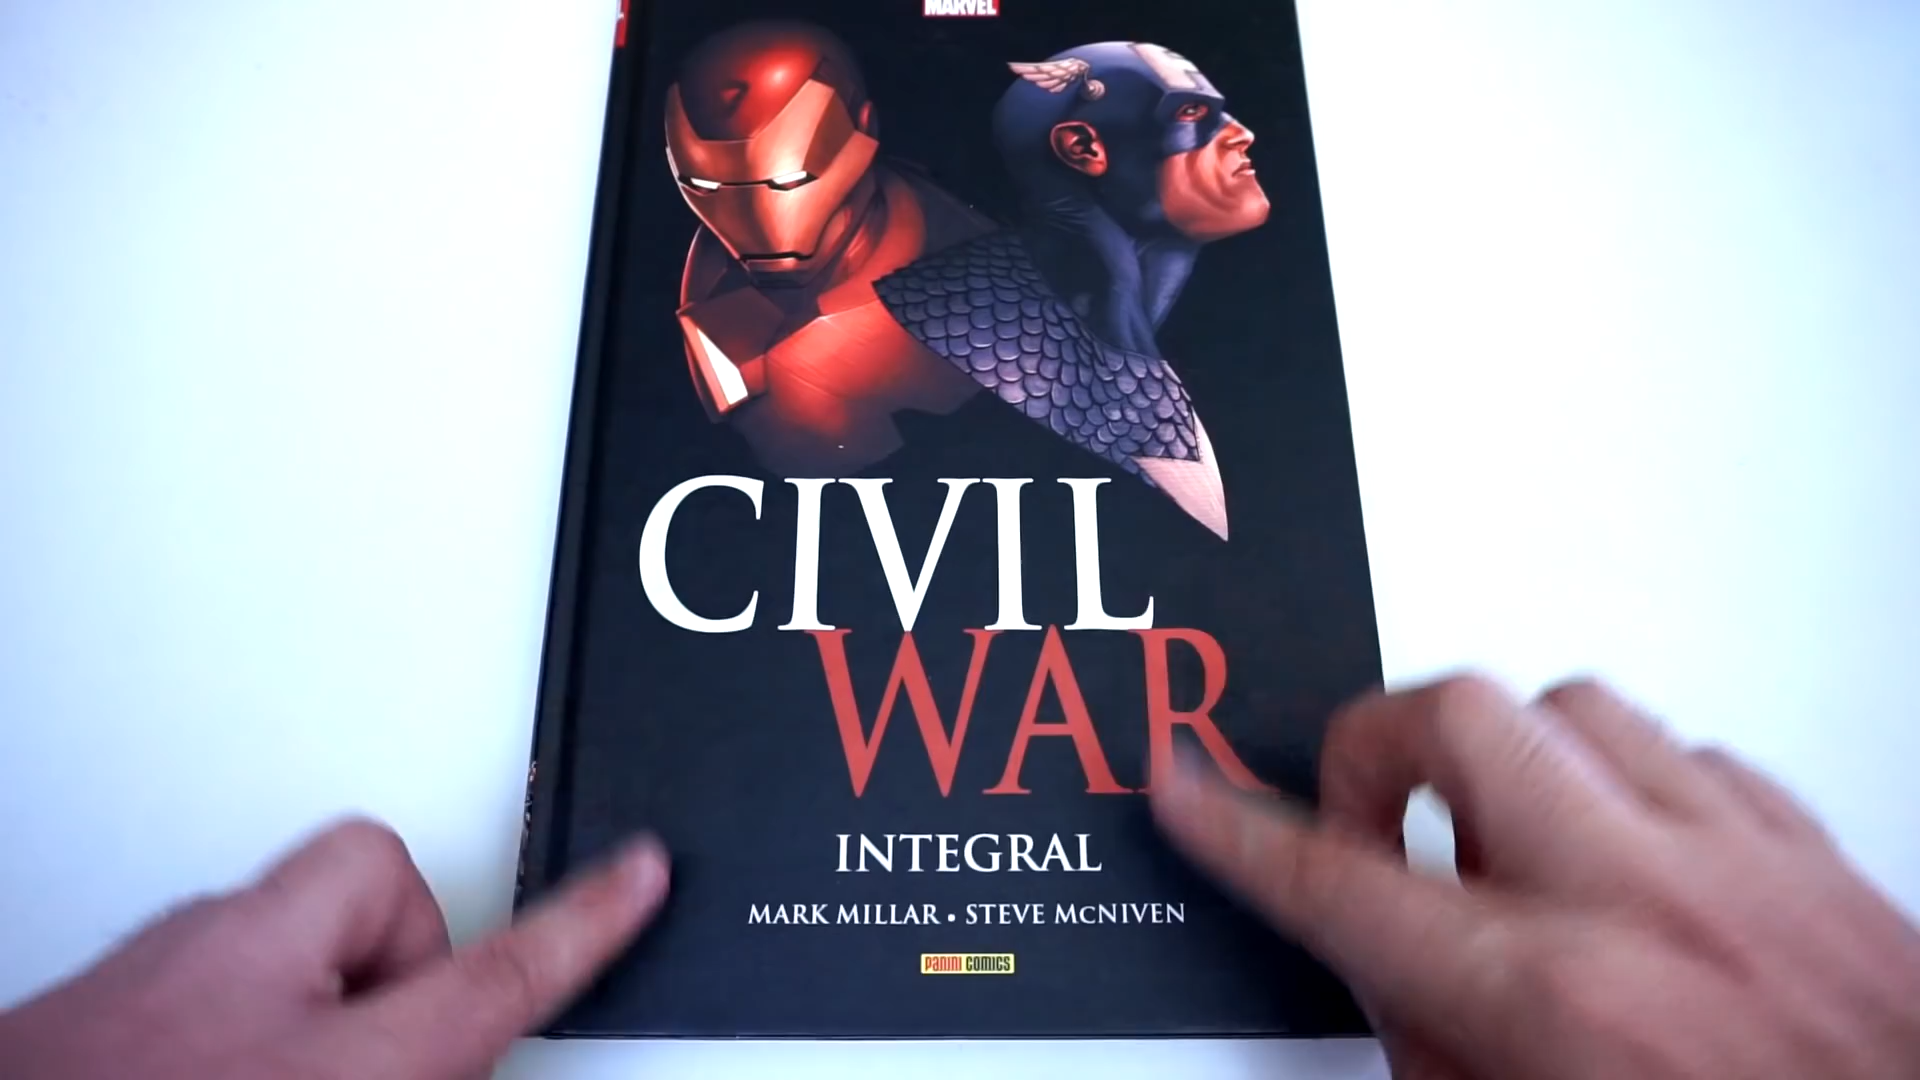 MARVEL
CIVIL
WAR
INTEGRAL
MARK MILLAR • STEVE McNIVEN
PANINI COMICS